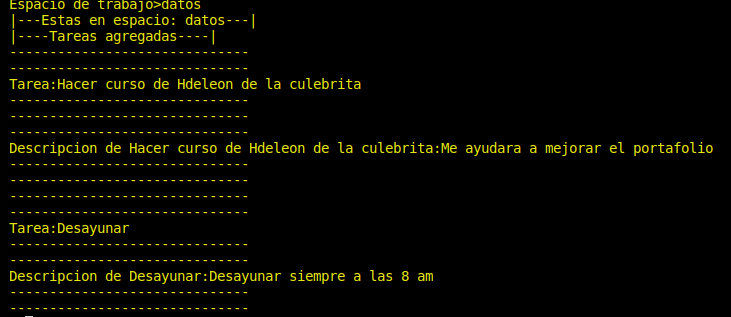 Espacio de trabajo>datos
|---Estas en espacio: datos---|
|----Tareas agregadas----|
------------------------------
------------------------------
Tarea:Hacer curso de Hdeleon de la culebrita
------------------------------
------------------------------
------------------------------
Descripcion de Hacer curso de Hdeleon de la culebrita:Me ayudara a mejorar el portafolio
------------------------------
------------------------------
------------------------------
------------------------------
Tarea:Desayunar
------------------------------
------------------------------
Descripcion de Desayunar:Desayunar siempre a las 8 am
------------------------------
------------------------------